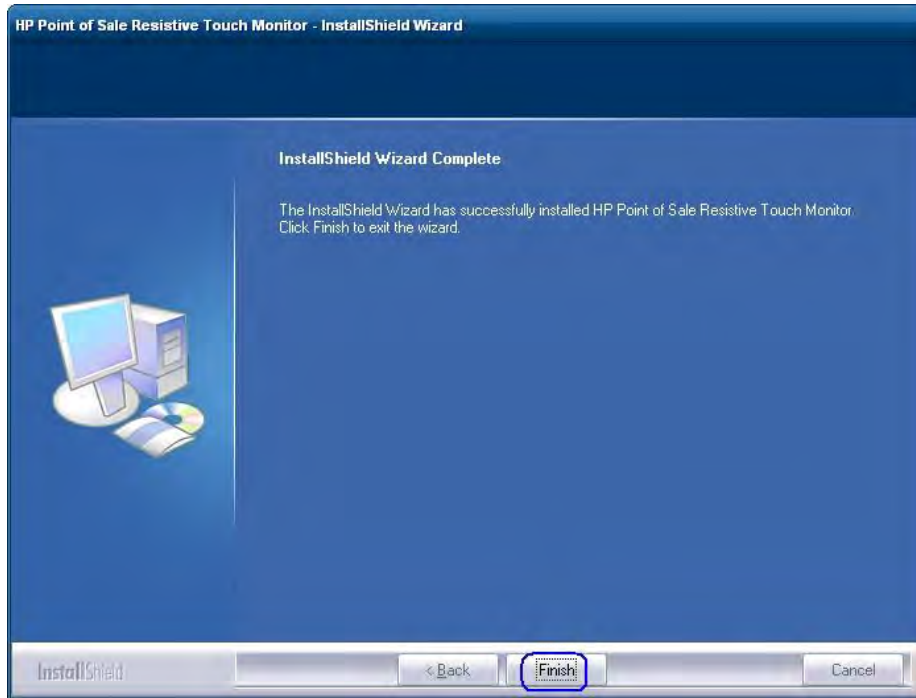 HP Point of Sale Resistive Touch Monitor - InstallShield Wizard
InstallShield Wizard Complete
The InstallShield Wizard has successfully installed HP Point of Sale Resistive Touch Monitor.
Click Finish to exit the wizard.
InstallShield
< Back
Finish
Cancel